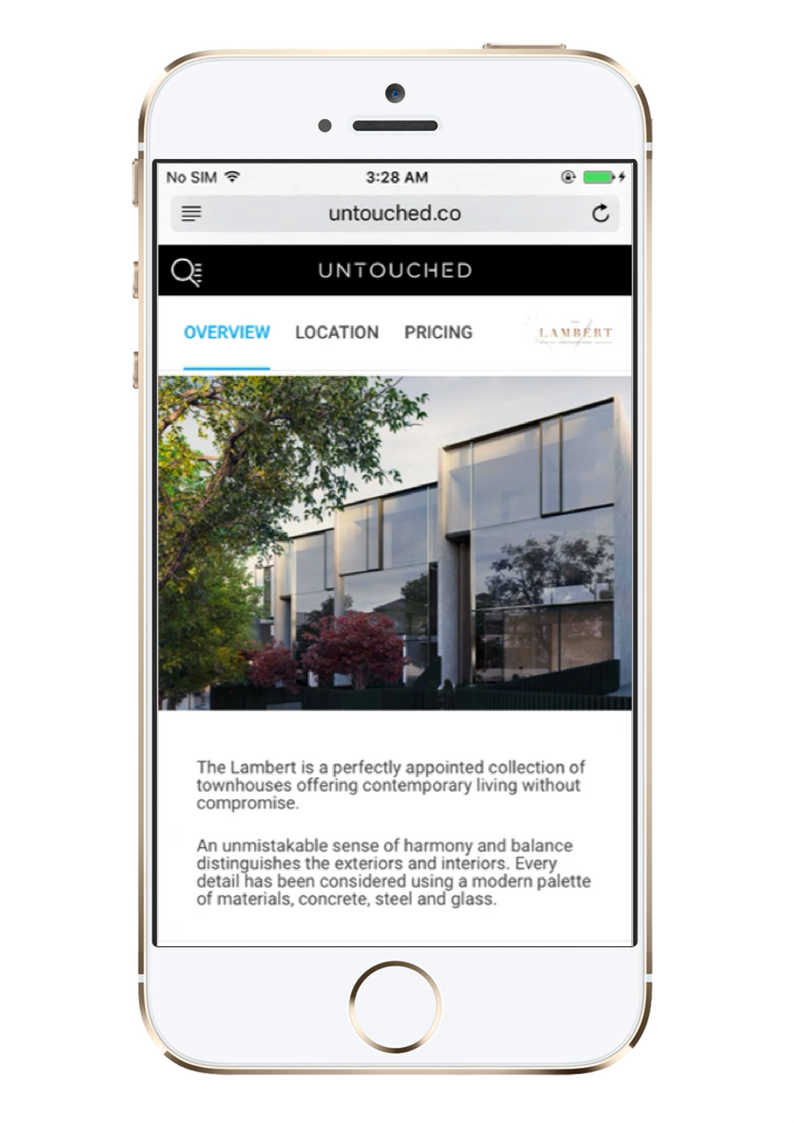 No SIM 3:28 AM
untouched.co
UNTOUCHED
OVERVIEW LOCATION PRICING LAMBERT
The Lambert is a perfectly appointed collection of
townhouses offering contemporary living without
compromise.
An unmistakable sense of harmony and balance
distinguishes the exteriors and interiors. Every
detail has been considered using a modern palette
of materials, concrete, steel and glass.